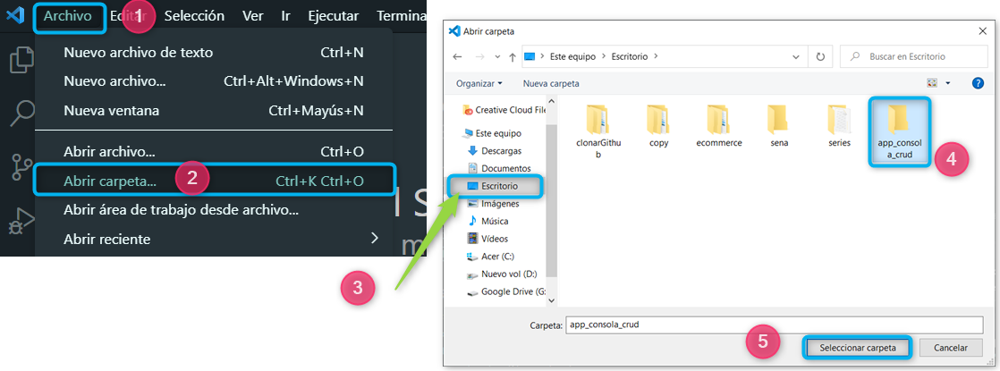 Archivo Editar Selección Ver Ir Ejecutar Termina
1
Nuevo archivo de texto Ctrl+N
Nuevo archivo... Ctrl+Alt+Windows+N
Nueva ventana Ctrl+Mayús+N
Abrir archivo... Ctrl+O
Abrir carpeta... 2 Ctrl+K Ctrl+O
Abrir área de trabajo desde archivo...
Abrir reciente
3
Abrir carpeta
Este equipo Escritorio
Buscar en Escritorio
Organizar Nueva carpeta
Creative Cloud File
Este equipo
Descargas
Documentos
Escritorio
Imágenes
Música
Vídeos
Acer (C:)
Nuevo vol (D:)
Google Drive (G:
clonarGithu
b
copy
ecommerce
sena
series
app_consol
a_crud
4
Carpeta: app_consola_crud
5
Seleccionar carpeta Cancelar